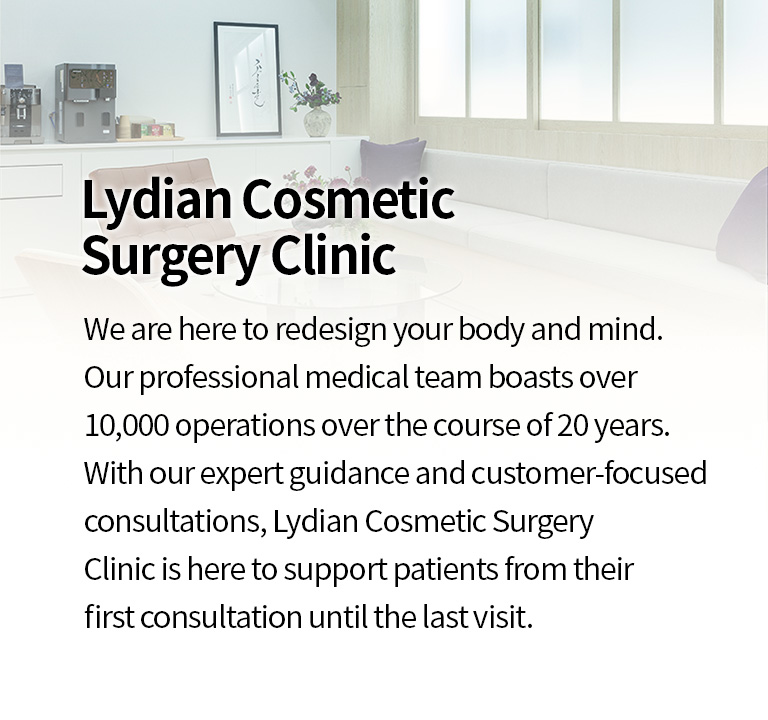 Lydian Cosmetic
Surgery Clinic
We are here to redesign your body and mind.
Our professional medical team boasts over
10,000 operations over the course of 20 years.
With our expert guidance and customer-focused
consultations, Lydian Cosmetic Surgery
Clinic is here to support patients from their
first consultation until the last visit.